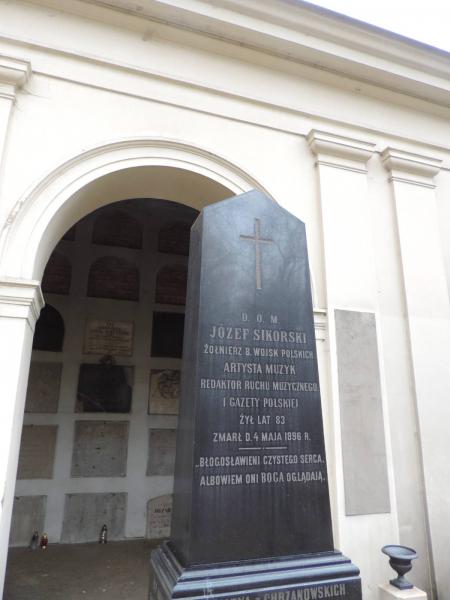 D. O. M.
JÓZEF SIKORSKI
ŻOŁNIERZ B. WOJSK POLSKICH
ARTYSTA MUZYK
REDAKTOR RUCHU MUZYCZNEGO
I GAZETY POLSKIEJ
ŻYŁ LAT 83
ZMARŁ D. 4 MAJA 1896 R.
„BŁOGOSŁAWIENI CZYSTEGO SERCA,
ALBOWIEM ONI BOGA OGLĄDAJĄ.
z CHRZANOWSKICH